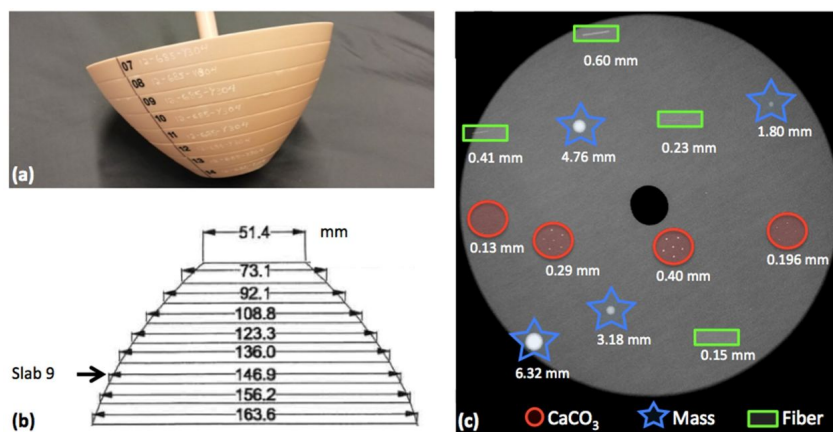 07
08
09
10
11
12
13
14
(a)
51.4 mm
73.1
92.1
108.8
123.3
136.0
Slab 9
146.9
156.2
163.6
(b)
0.60 mm
1.80 mm
0.41 mm
4.76 mm
0.23 mm
0.13 mm
0.29 mm
0.40 mm
0.196 mm
3.18 mm
0.15 mm
6.32 mm
(c)
CaCO₃ Mass Fiber